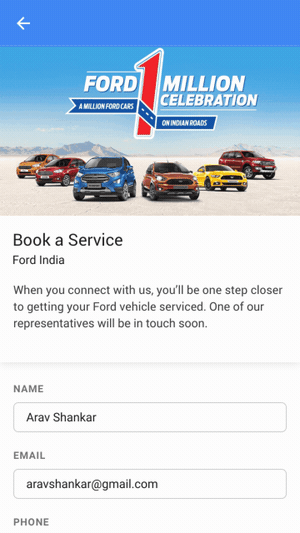 FORD 1 MILLION
CELEBRATION
A MILLION FORD CARS
ON INDIAN ROADS
Book a Service
Ford India
When you connect with us, you'll be one step closer
to getting your Ford vehicle serviced. One of our
representatives will be in touch soon.
NAME
Arav Shankar
EMAIL
aravshankar@gmail.com
PHONE